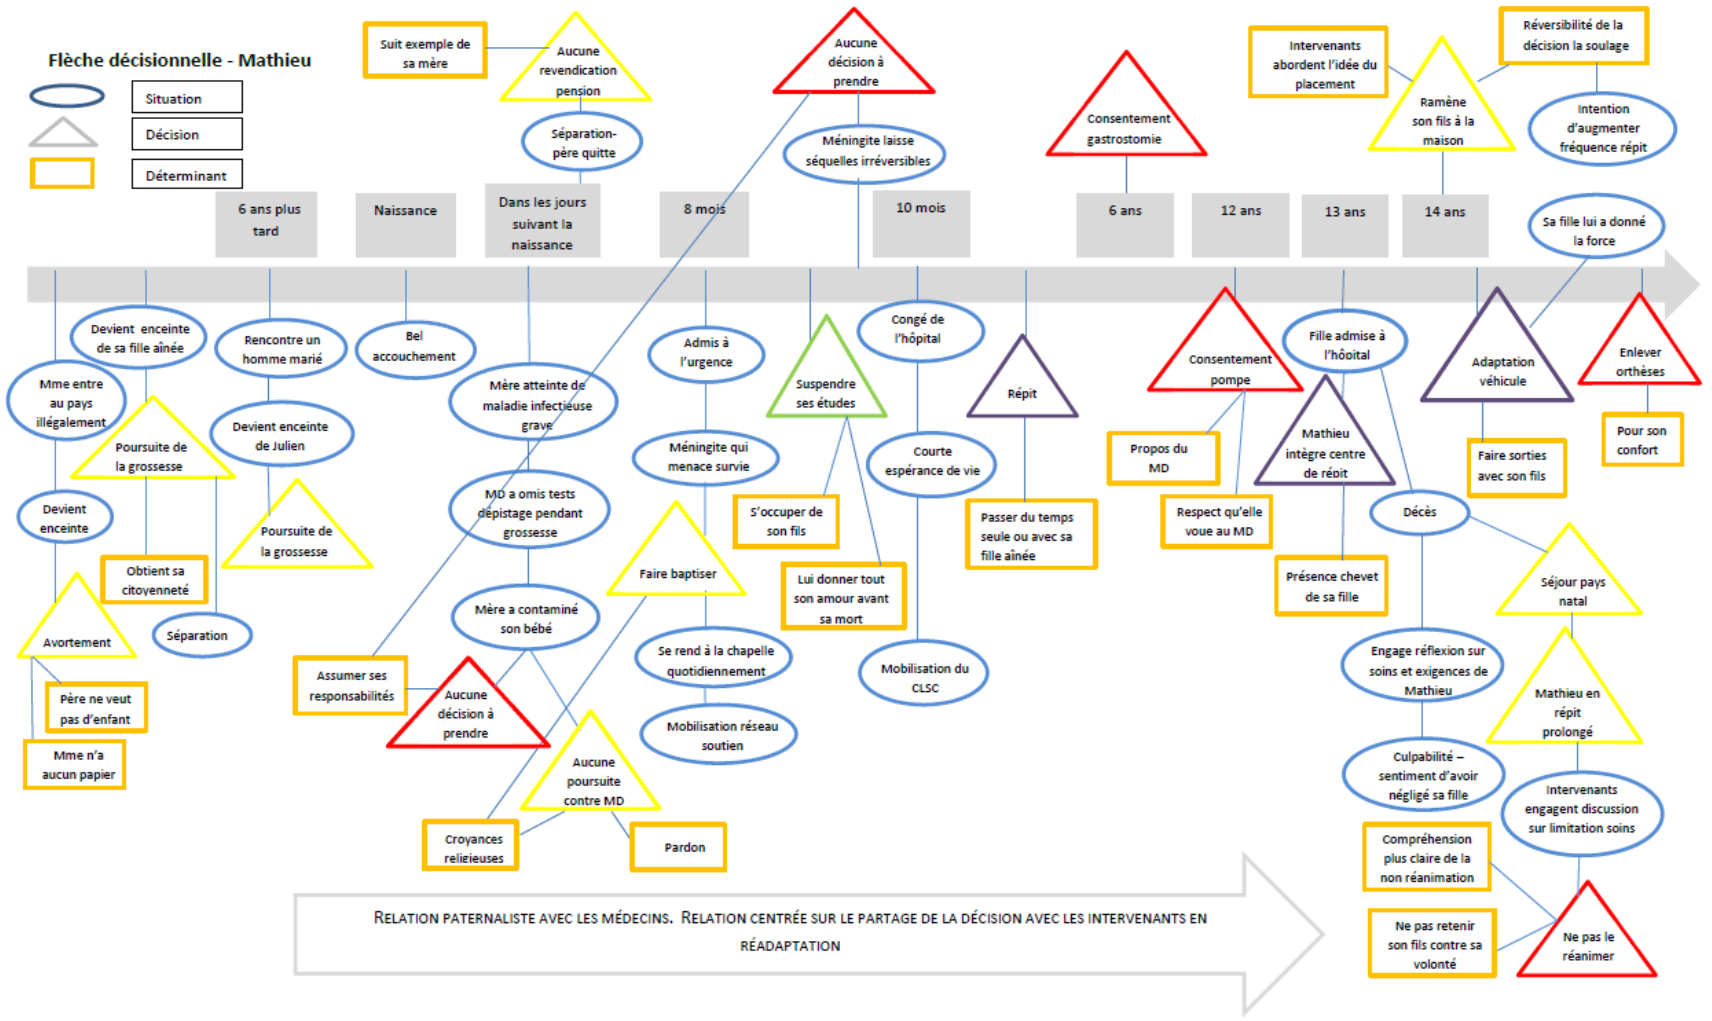 Flèche décisionnelle - Mathieu
Situation
Décision
Déterminant
Suit exemple de
sa mère
Aucune
revendication
pension
Séparation-
père quitte
Aucune
décision à
prendre
Méningite laisse
séquelles irréversibles
Consentement
gastrostomie
Intervenants
abordent l'idée du
placement
Ramène
son fils à la
maison
Réversibilité de la
décision la soulage
Intention
d'augmenter
fréquence répit
Sa fille lui a donné
la force
6 ans plus
tard
Naissance
Dans les jours
suivant la
naissance
8 mois
10 mois
6 ans
12 ans
13 ans
14 ans
Mme entre
au pays
illégalement
Devient
enceinte
Avortement
Père ne veut
pas d'enfant
Mme n'a
aucun papier
Devient enceinte
de sa fille aînée
Poursuite de
la grossesse
Obtient sa
citoyenneté
Séparation
Rencontre un
homme marié
Devient enceinte
de Julien
Poursuite de
la grossesse
Bel
accouchement
Mère atteinte de
maladie infectieuse
grave
MD a omis tests
dépistage pendant
grossesse
Mère a contaminé
son bébé
Assumer ses
responsabilités
Aucune
décision à
prendre
Aucune
poursuite
contre MD
Croyances
religieuses
Pardon
Admis à
l'urgence
Méningite qui
menace survie
Faire baptiser
Se rend à la chapelle
quotidiennement
Mobilisation réseau
soutien
Suspendre
ses études
S'occuper de
son fils
Lui donner tout
son amour avant
sa mort
Congé de
l'hôpital
Courte
espérance de vie
Mobilisation du
CLSC
Répit
Passer du temps
seule ou avec sa
fille aînée
Consentement
pompe
Propos du
MD
Respect qu'elle
voue au MD
Fille admise à
l'hôpital
Mathieu
intègre centre
de répit
Présence chevet
de sa fille
Décès
Engage réflexion sur
soins et exigences de
Mathieu
Culpabilité –
sentiment d'avoir
négligé sa fille
Adaptation
véhicule
Faire sorties
avec son fils
Enlever
orthèses
Pour son
confort
Séjour pays
natal
Mathieu en
répit
prolongé
Intervenants
engagent discussion
sur limitation soins
Compréhension
plus claire de la
non réanimation
Ne pas retenir
son fils contre sa
volonté
Ne pas le
réanimer
RELATION PATERNALISTE AVEC LES MÉDECINS. RELATION CENTRÉE SUR LE PARTAGE DE LA DÉCISION AVEC LES INTERVENANTS EN
RÉADAPTATION